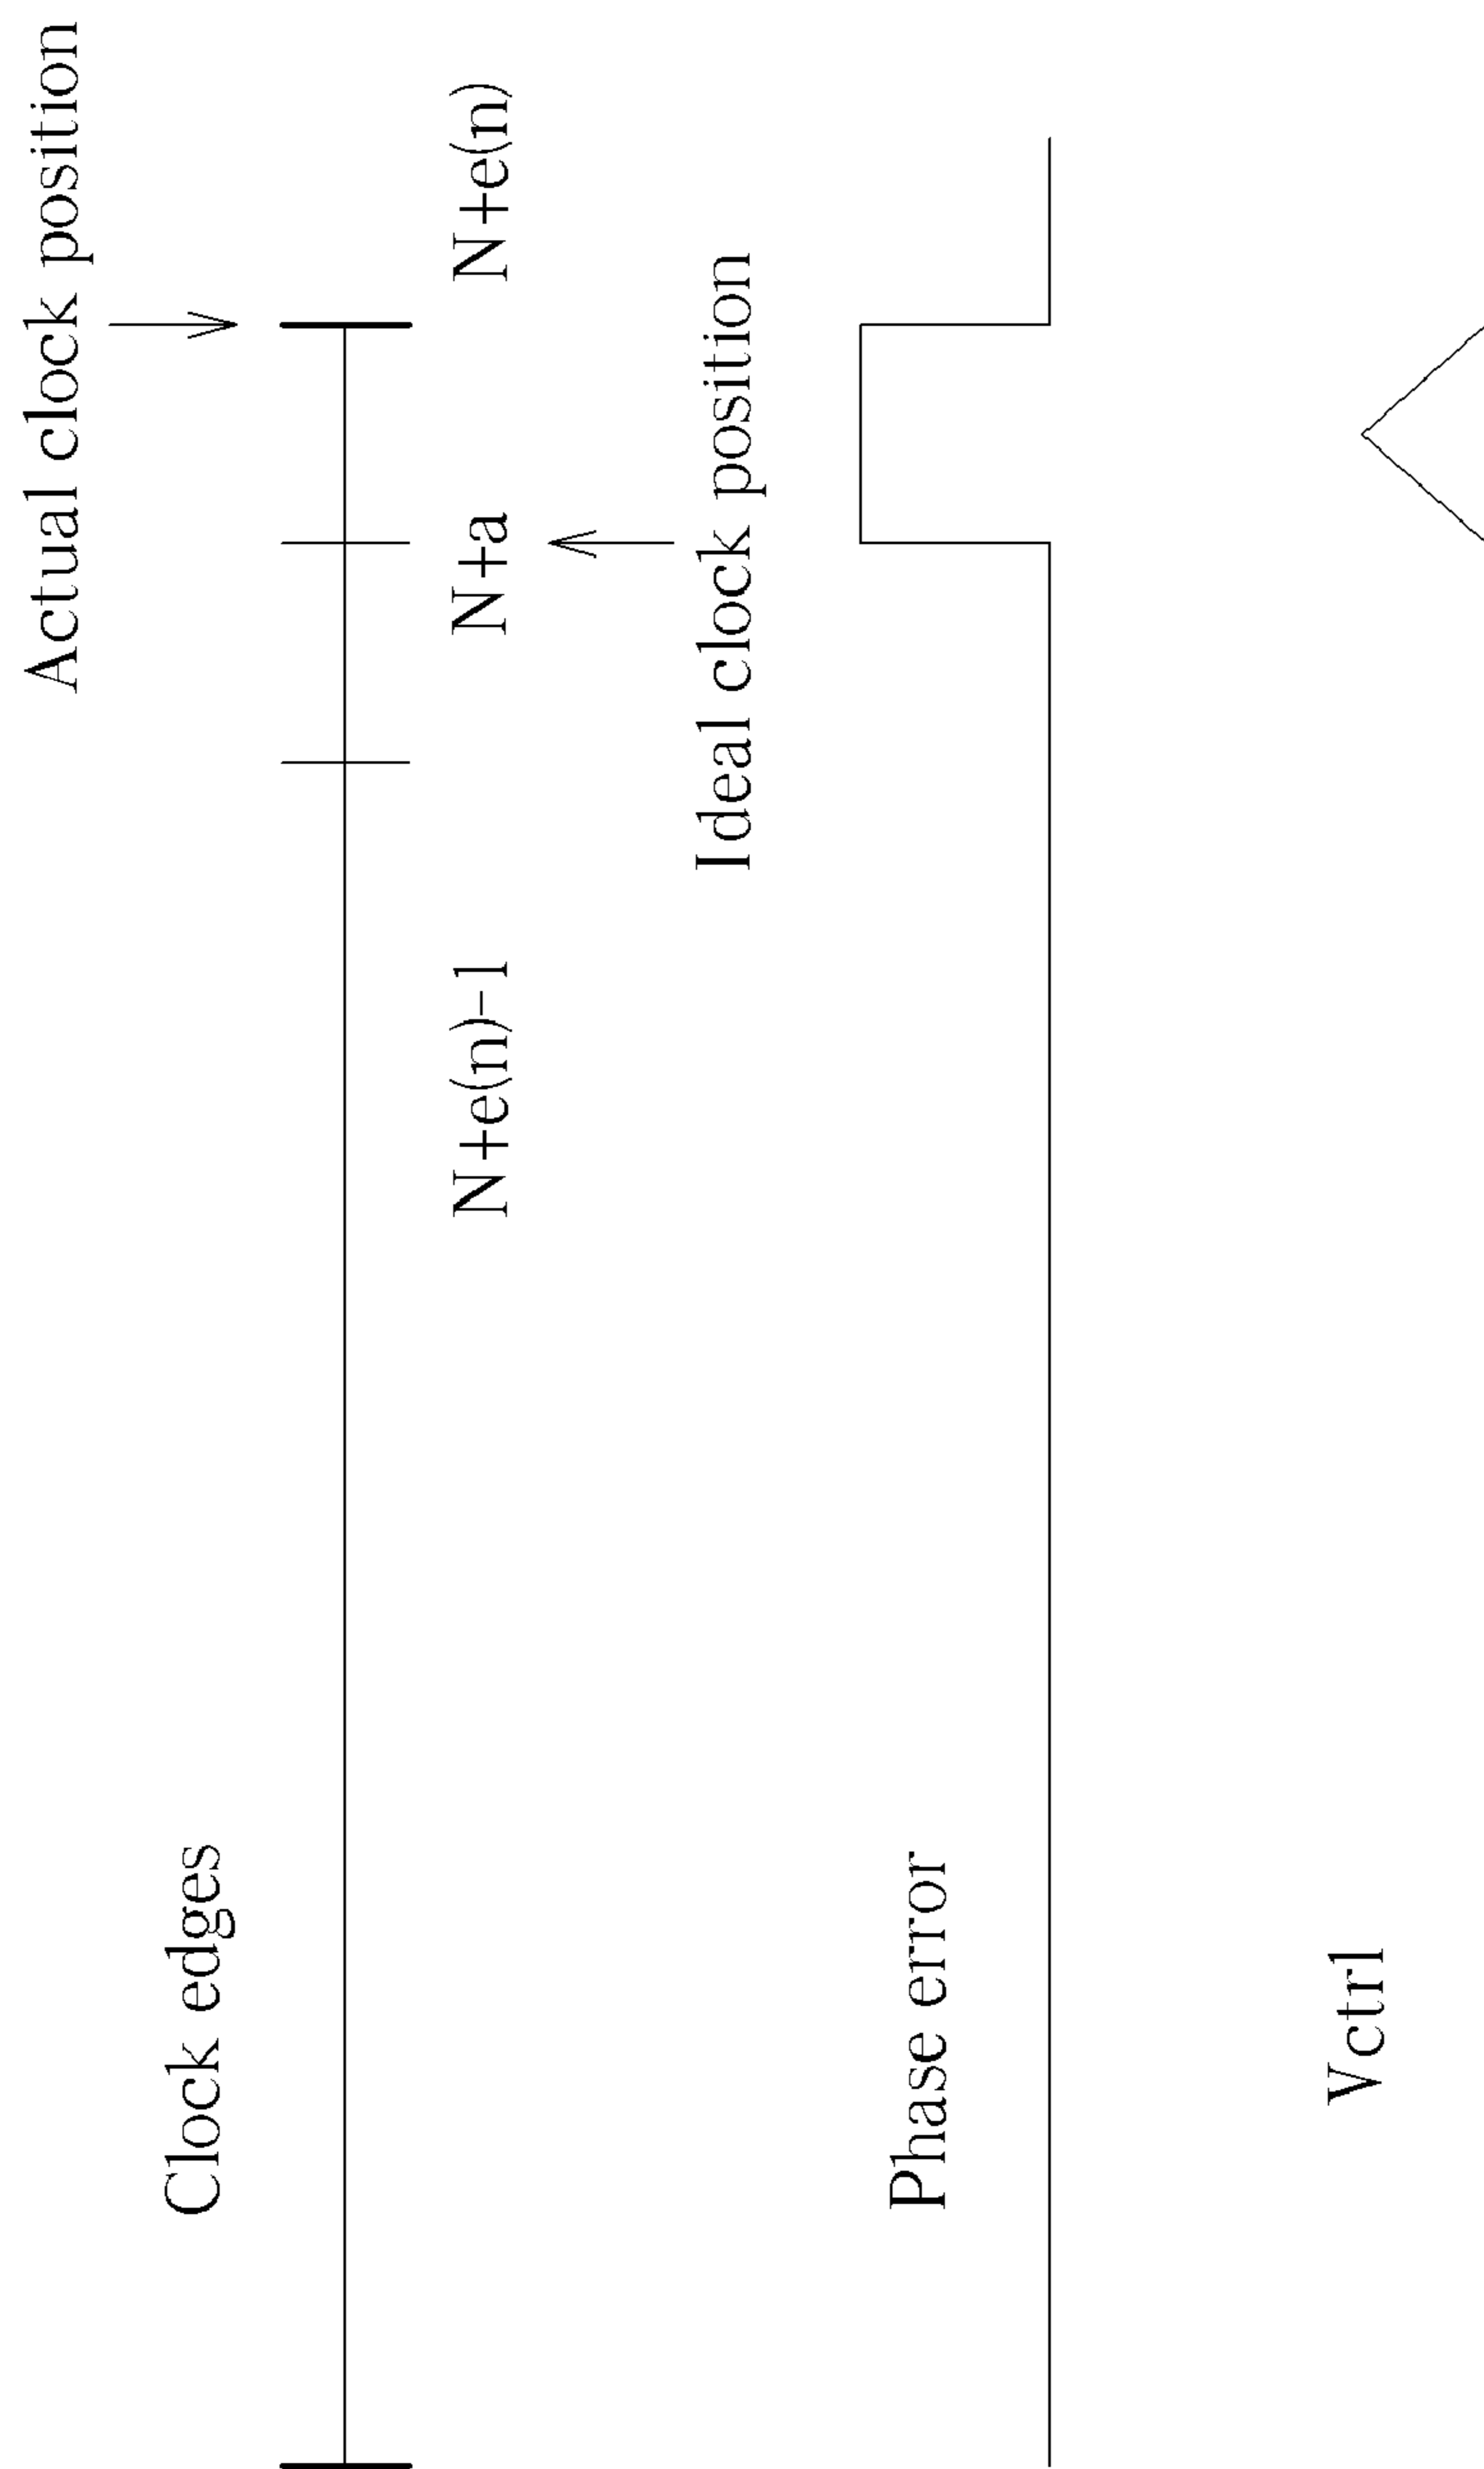 Actual clock position
Clock edges
N+e(n)-1
N+a
N+e(n)
Ideal clock position
Phase error
Vctrl